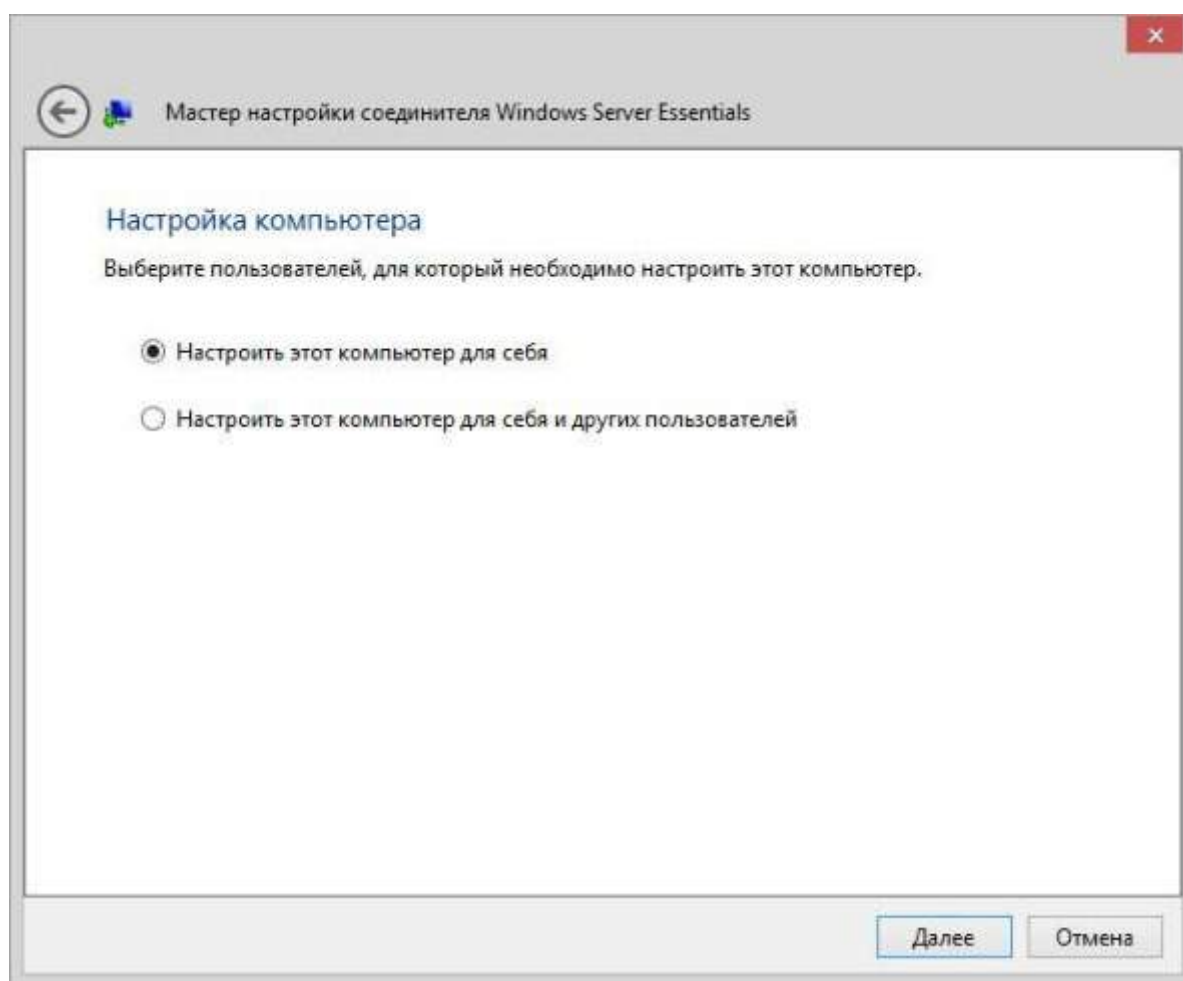 Мастер настройки соединителя Windows Server Essentials
Настройка компьютера
Выберите пользователей, для который необходимо настроить этот компьютер.
Настроить этот компьютер для себя
Настроить этот компьютер для себя и других пользователей
Далее
Отмена